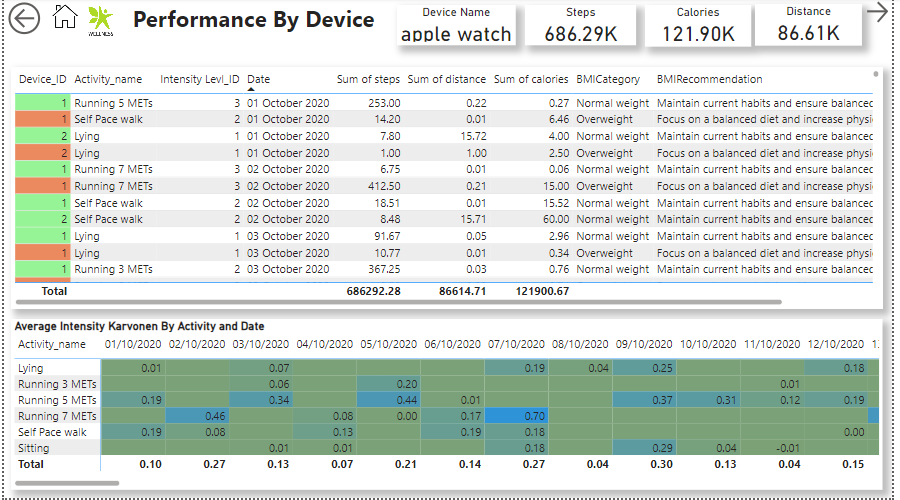 Performance By Device
WELLNESS
Device Name
apple watch
Steps
686.29K
Calories
121.90K
Distance
86.61K
Device_ID Activity_name Intensity Levl_ID Date Sum of steps Sum of distance Sum of calories BMICategory BMIRecommendation
1 Running 5 METs 3 01 October 2020 253.00 0.22 0.27 Normal weight Maintain current habits and ensure balanced
1 Self Pace walk 2 01 October 2020 14.20 0.01 6.46 Overweight Focus on a balanced diet and increase physi
2 Lying 1 01 October 2020 7.80 15.72 4.00 Normal weight Maintain current habits and ensure balanced
2 Lying 1 01 October 2020 1.00 1.00 2.50 Overweight Focus on a balanced diet and increase physi
1 Running 7 METs 3 02 October 2020 6.75 0.01 0.06 Normal weight Maintain current habits and ensure balanced
1 Running 7 METs 3 02 October 2020 412.50 0.21 15.00 Overweight Focus on a balanced diet and increase physi
1 Self Pace walk 2 02 October 2020 18.51 0.01 15.52 Normal weight Maintain current habits and ensure balanced
2 Self Pace walk 2 02 October 2020 8.48 15.71 60.00 Normal weight Maintain current habits and ensure balanced
1 Lying 1 03 October 2020 91.67 0.05 2.96 Normal weight Maintain current habits and ensure balanced
1 Lying 1 03 October 2020 10.77 0.01 0.34 Overweight Focus on a balanced diet and increase physi
1 Running 3 METs 2 03 October 2020 367.25 0.03 0.76 Normal weight Maintain current habits and ensure balanced
Total 686292.28 86614.71 121900.67
Average Intensity Karvonen By Activity and Date
Activity_name 01/10/2020 02/10/2020 03/10/2020 04/10/2020 05/10/2020 06/10/2020 07/10/2020 08/10/2020 09/10/2020 10/10/2020 11/10/2020 12/10/2020
Lying 0.01 0.07 0.19 0.04 0.25 0.18
Running 3 METs 0.06 0.20 0.01
Running 5 METs 0.19 0.34 0.44 0.01 0.37 0.31 0.12 0.19
Running 7 METs 0.46 0.08 0.00 0.17 0.70
Self Pace walk 0.19 0.08 0.13 0.19 0.18 0.00
Sitting 0.01 0.01 0.18 0.29 0.04 -0.01
Total 0.10 0.27 0.13 0.07 0.21 0.14 0.27 0.04 0.30 0.13 0.04 0.15